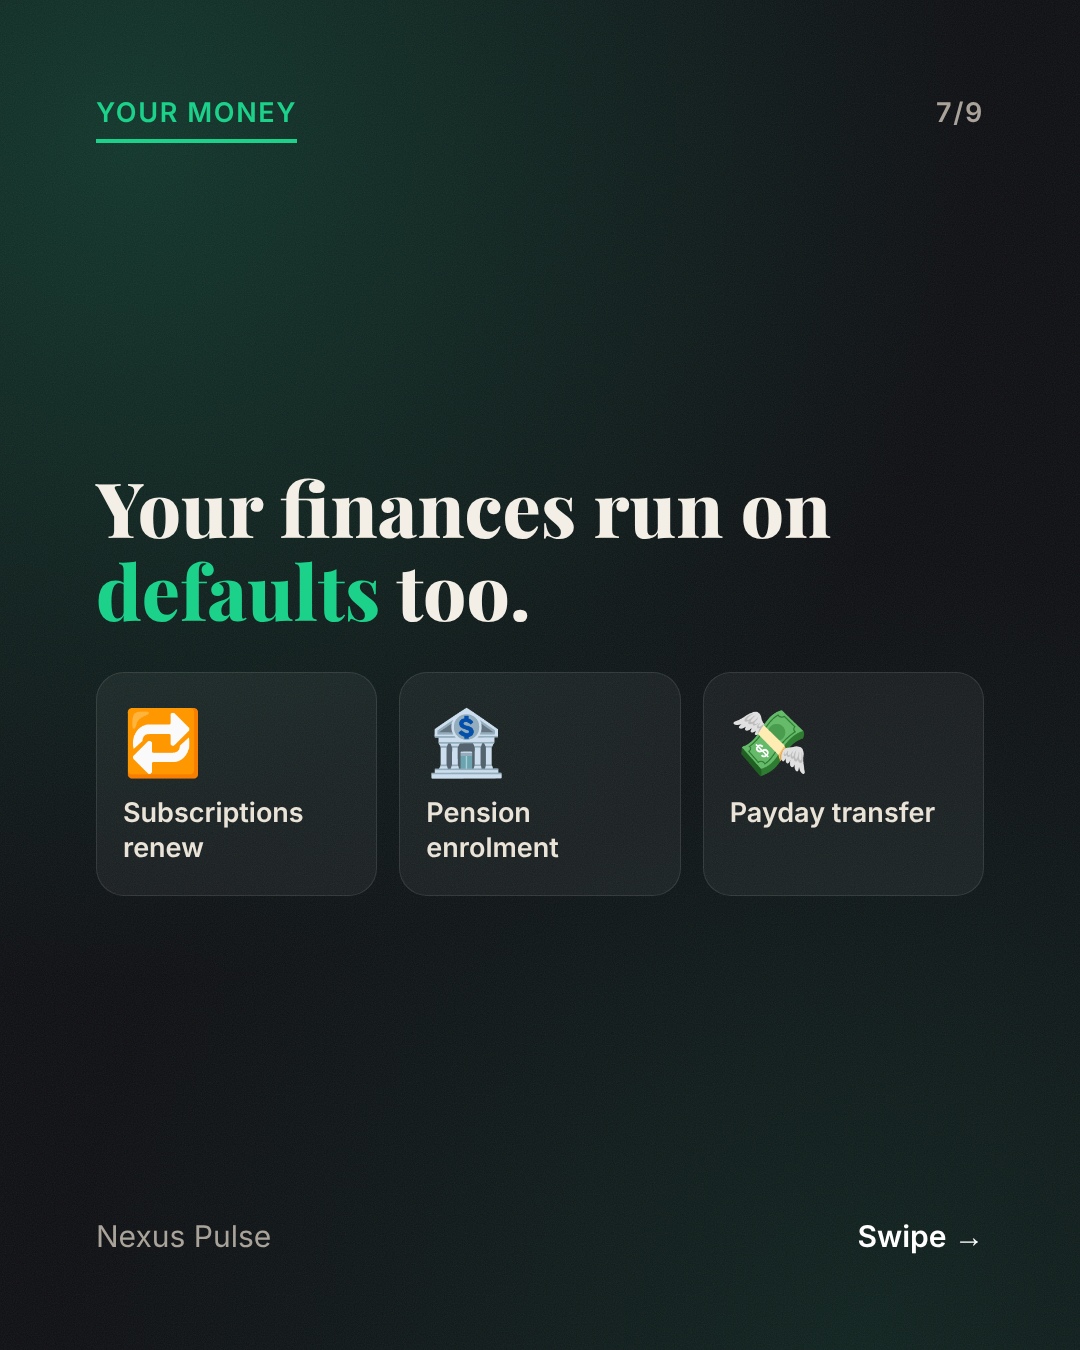 YOUR MONEY
7/9
Your finances run on
defaults too.
Subscriptions
renew
Pension
enrolment
Payday transfer
Nexus Pulse
Swipe →